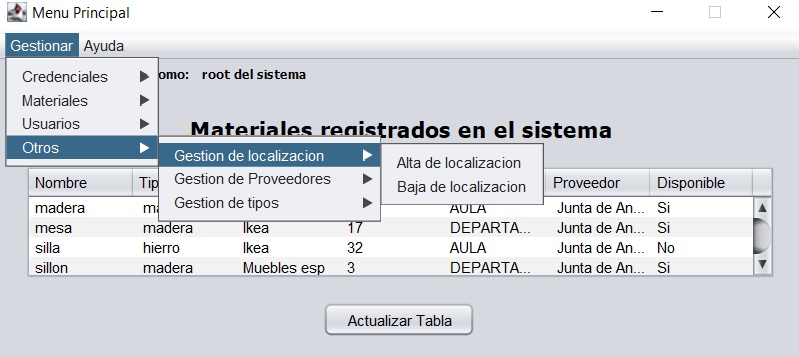 Menu Principal
Gestionar Ayuda
Credenciales
Materiales
Usuarios
Otros
omo: root del sistema
Materiales registrados en el sistema
Gestion de localizacion
Gestion de Proveedores
Gestion de tipos
Alta de localizacion
Baja de localizacion
Nombre Tip Proveedor Disponible
madera ma AULA Junta de An... Si
mesa ma Ikea 17 DEPARTA... Junta de An... Si
silla hierro Ikea 32 AULA Junta de An... No
sillon madera Muebles esp 3 DEPARTA... Junta de An... Si
Actualizar Tabla